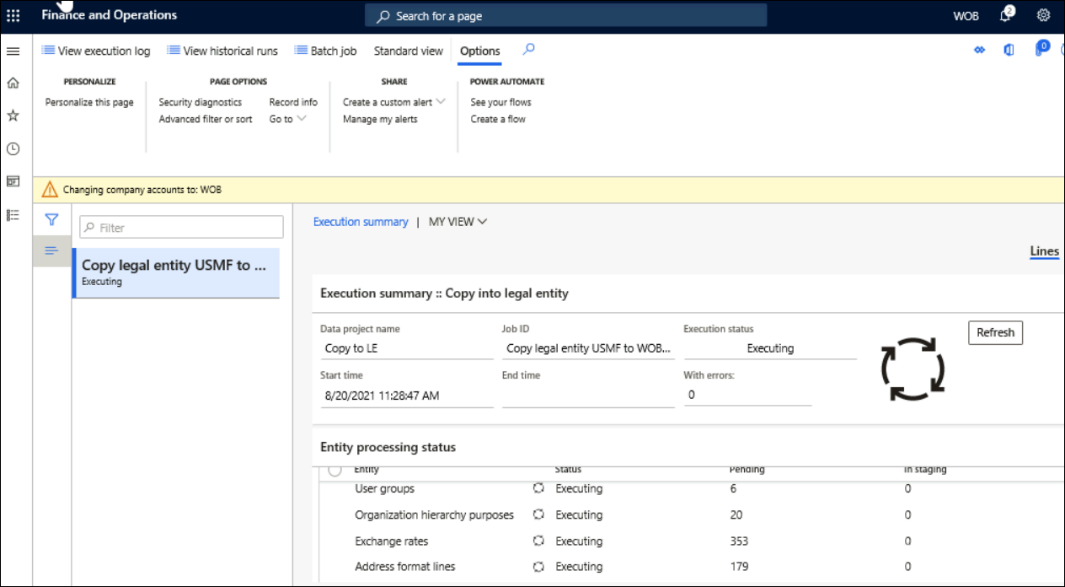 Finance and Operations
Search for a page
WOB
2
View execution log
View historical runs
Batch job
Standard view
Options
0
PERSONALIZE
PAGE OPTIONS
SHARE
POWER AUTOMATE
Personalize this page
Security diagnostics
Record info
Create a custom alert
See your flows
Advanced filter or sort
Go to
Manage my alerts
Create a flow
Changing company accounts to: WOB
Filter
Execution summary | MY VIEW
Lines
Copy legal entity USMF to ...
Executing
Execution summary :: Copy into legal entity
Data project name
Job ID
Execution status
Refresh
Copy to LE
Copy legal entity USMF to WOB...
Executing
Start time
End time
With errors:
8/20/2021 11:28:47 AM
0
Entity processing status
Entity Status Pending In staging
User groups Executing 6 0
Organization hierarchy purposes Executing 20 0
Exchange rates Executing 353 0
Address format lines Executing 179 0